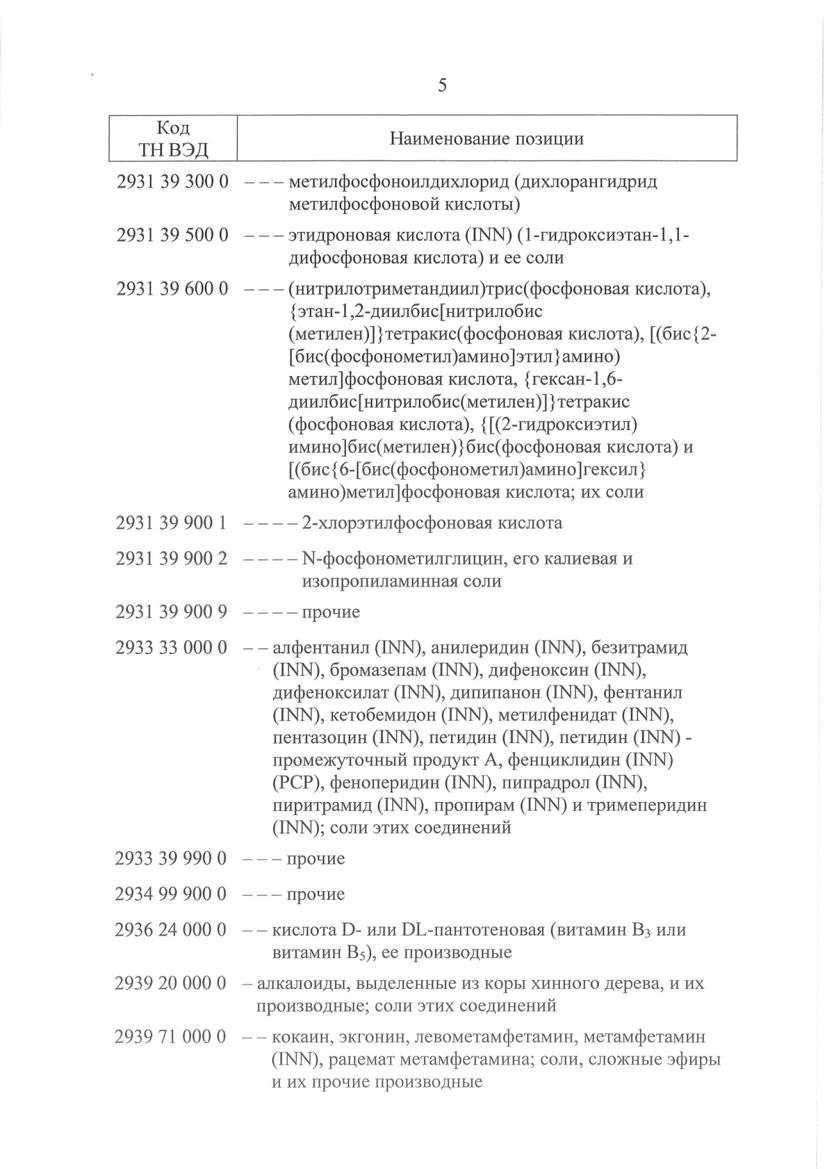 5
Код
ТН ВЭД
Наименование позиции
2931 39 300 0 – – – метилфосфоноилдихлорид (дихлорангидрид
метилфосфоновой кислоты)
2931 39 500 0 – – – этидроновая кислота (INN) (1-гидроксиэтан-1,1-
дифосфоновая кислота) и ее соли
2931 39 600 0 – – – (нитрилотриметандиил)трис(фосфоновая кислота),
{этан-1,2-диилбис[нитрилобис
(метилен)]}тетракис(фосфоновая кислота), [(бис{2-
[бис(фосфонометил)амино]этил}амино)
метил]фосфоновая кислота, {гексан-1,6-
диилбис[нитрилобис(метилен)]}тетракис
(фосфоновая кислота), {[(2-гидроксиэтил)
имино]бис(метилен)}бис(фосфоновая кислота) и
[(бис{6-[бис(фосфонометил)амино]гексил}
амино)метил]фосфоновая кислота; их соли
2931 39 900 1 – – – – 2-хлорэтилфосфоновая кислота
2931 39 900 2 – – – – N-фосфонометилглицин, его калиевая и
изопропиламинная соли
2931 39 900 9 – – – – прочие
2933 33 000 0 – – алфентанил (INN), анилеридин (INN), безитрамид
(INN), бромазепам (INN), дифеноксин (INN),
дифеноксилат (INN), дипипанон (INN), фентанил
(INN), кетобемидон (INN), метилфенидат (INN),
пентазоцин (INN), петидин (INN), петидин (INN) -
промежуточный продукт А, фенциклидин (INN)
(PCP), феноперидин (INN), пипрадрол (INN),
пиритрамид (INN), пропирам (INN) и тримеперидин
(INN); соли этих соединений
2933 39 990 0 – – – прочие
2934 99 900 0 – – – прочие
2936 24 000 0 – – кислота D- или DL-пантотеновая (витамин B₃ или
витамин B₅), ее производные
2939 20 000 0 – алкалоиды, выделенные из коры хинного дерева, и их
производные; соли этих соединений
2939 71 000 0 – – кокаин, экгонин, левометамфетамин, метамфетамин
(INN), рацемат метамфетамина; соли, сложные эфиры
и их прочие производные